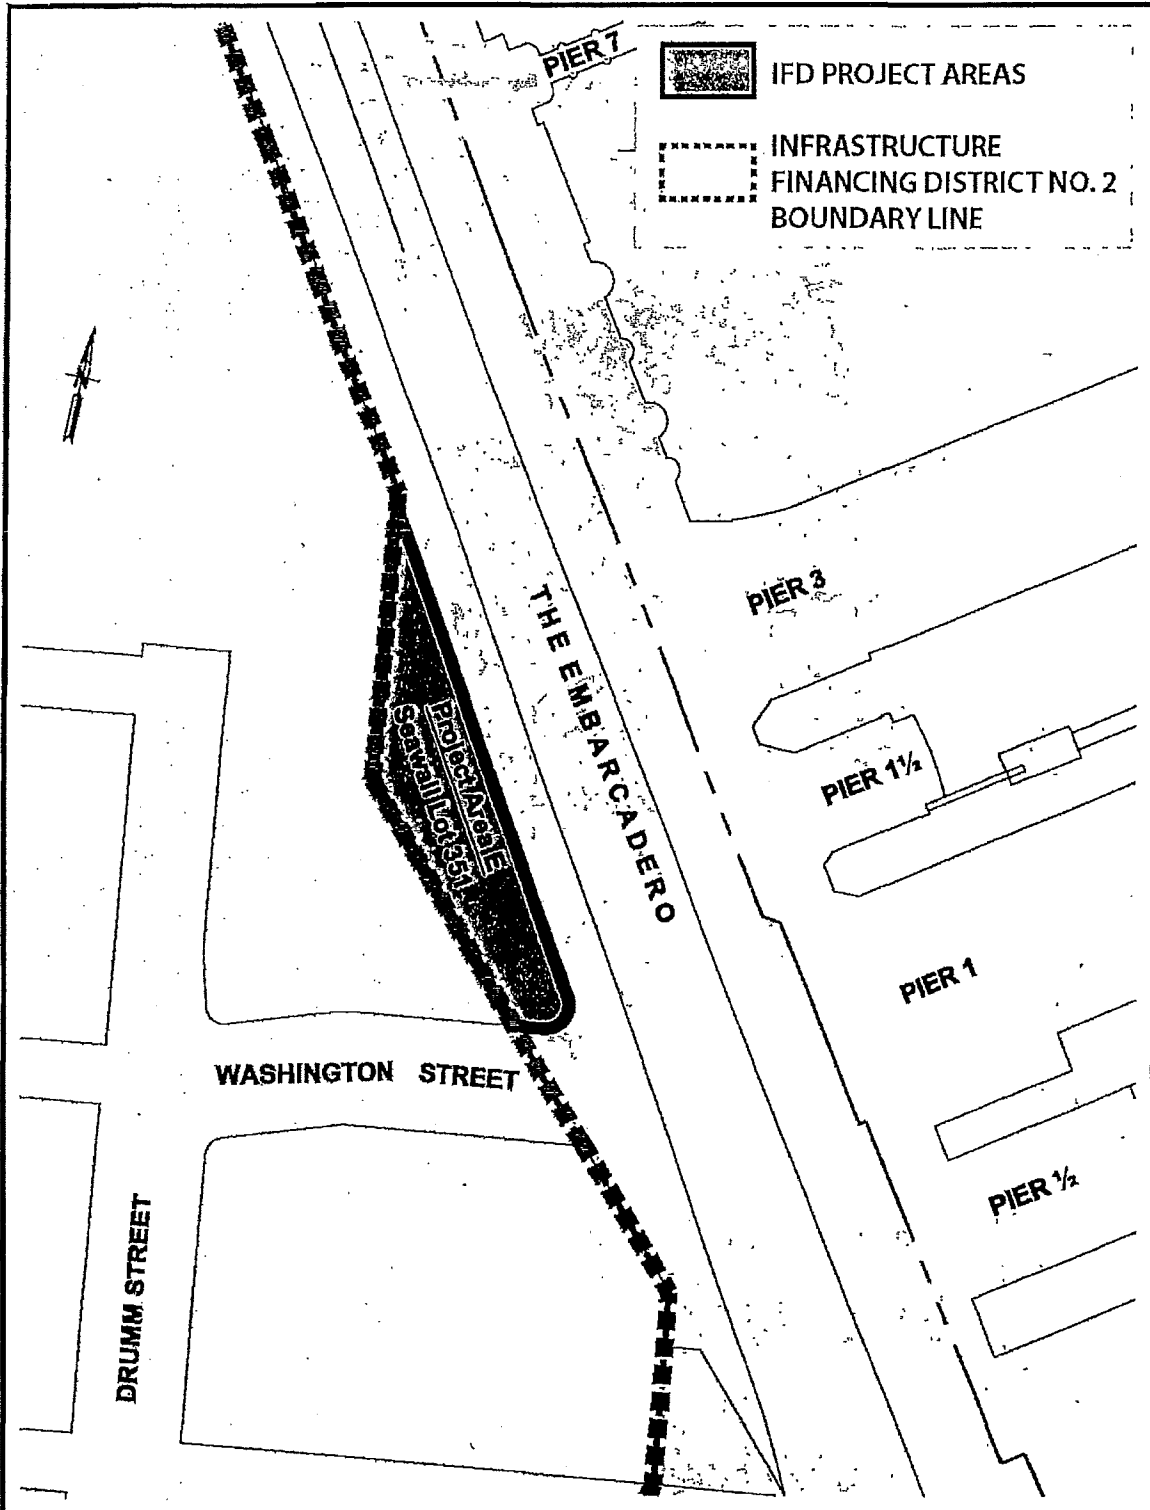 PIER 7
IFD PROJECT AREAS
INFRASTRUCTURE
FINANCING DISTRICT NO. 2
BOUNDARY LINE
THE EMBARCADERO
PIER 3
PIER 1½
Project Area E
Seawall Lot 351
PIER 1
WASHINGTON STREET
PIER ½
DRUMM STREET